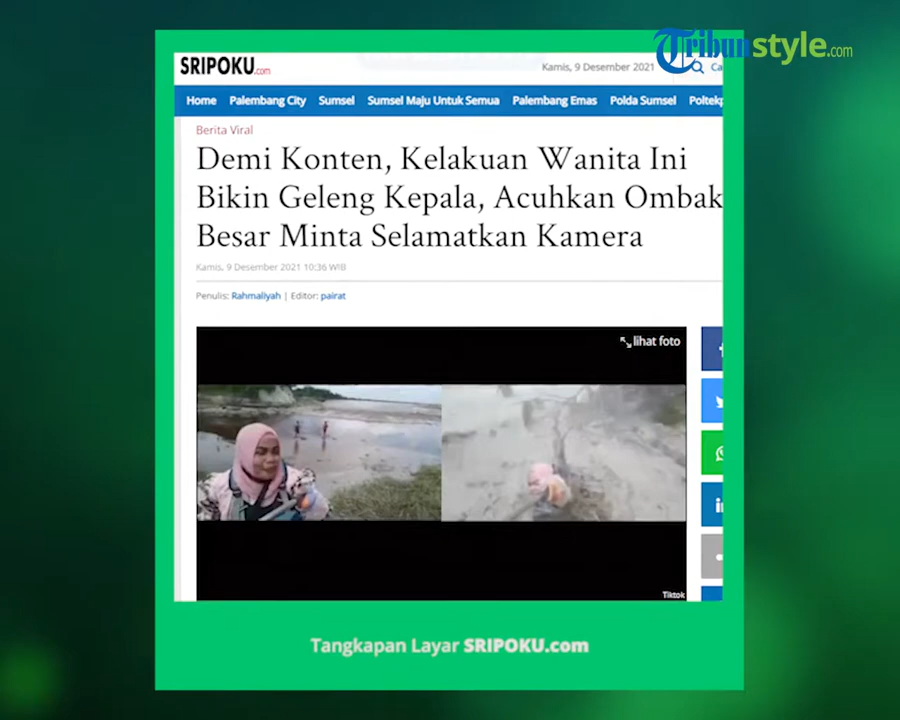 Tribunstyle.com
SRIPOKU.com
Kamis, 9 Desember 2021
Ca
Home Palembang City Sumsel Sumsel Maju Untuk Semua Palembang Emas Polda Sumsel Poltekp
Berita Viral
Demi Konten, Kelakuan Wanita Ini
Bikin Geleng Kepala, Acuhkan Ombak
Besar Minta Selamatkan Kamera
Kamis, 9 Desember 2021 10:36 WIB
Penulis: Rahmaliyah | Editor: pairat
lihat foto
Tiktok
Tangkapan Layar SRIPOKU.com